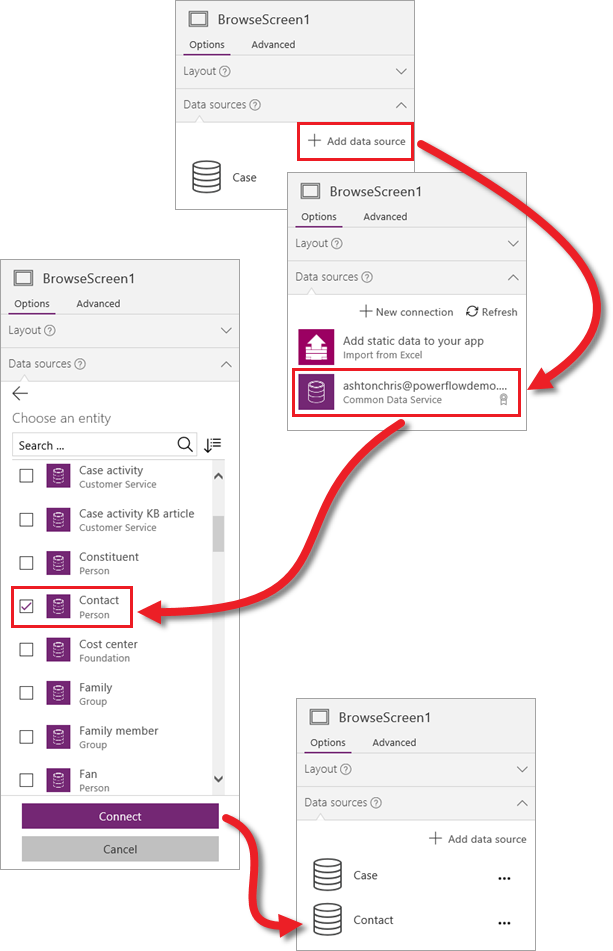 BrowseScreen1
Options Advanced
Layout ?
Data sources ?
+ Add data source
Case
BrowseScreen1
Options Advanced
Layout ?
Data sources ?
+ New connection Refresh
Add static data to your app
Import from Excel
ashtonchris@powerflowdemo....
Common Data Service
BrowseScreen1
Options Advanced
Layout ?
Data sources ?
Choose an entity
Search ...
Case activity
Customer Service
Case activity KB article
Customer Service
Constituent
Person
Contact
Person
Cost center
Foundation
Family
Group
Family member
Group
Fan
Person
Connect
Cancel
BrowseScreen1
Options Advanced
Layout ?
Data sources ?
+ Add data source
Case ...
Contact ...